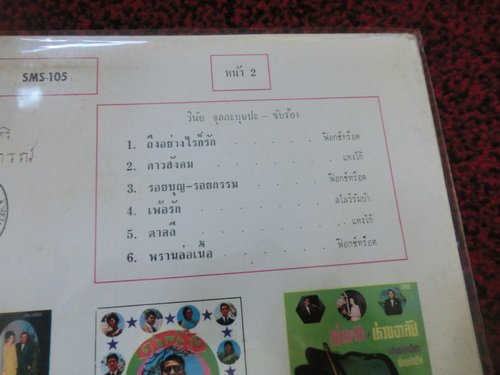 SMS-105
หน้า 2
วินัย จุลละบุษปะ – ขับร้อง
1. ถึงอย่างไรก็รัก . . . . . ฟ๊อกซ์ทร็อต
2. ดาวสังคม . . . . . แทงโก้
3. รอยบุญ-รอยกรรม . . . . . ฟ๊อกซ์ทร็อต
4. เพ้อรัก . . . . . สโลว์รัมบ้า
5. ตาคลี . . . . . แทงโก้
6. พรานล่อเนื้อ . . . . . ฟ๊อกซ์ทร็อต